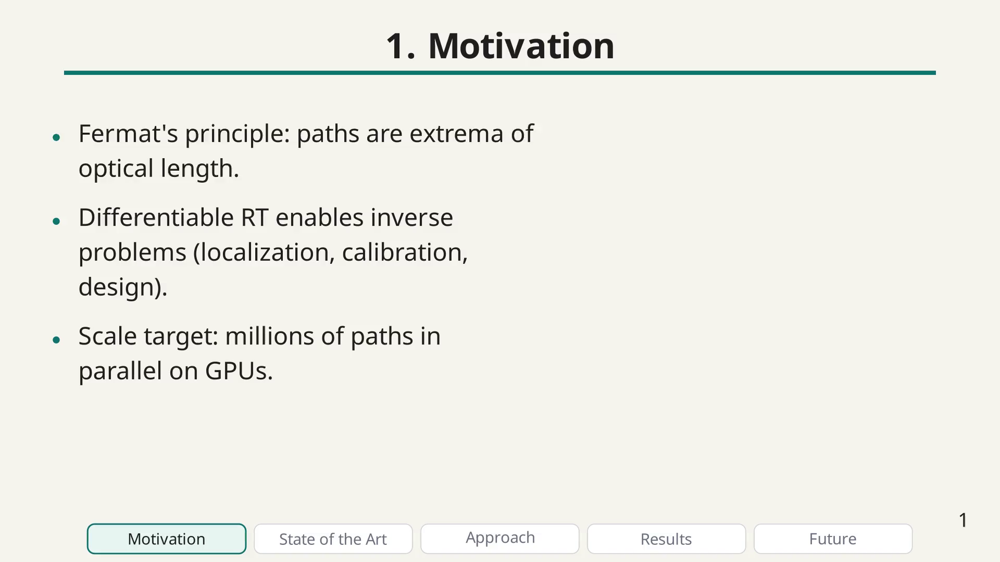 1. Motivation
• Fermat's principle: paths are extrema of
optical length.
• Differentiable RT enables inverse
problems (localization, calibration,
design).
• Scale target: millions of paths in
parallel on GPUs.
1
Motivation
State of the Art
Approach
Results
Future